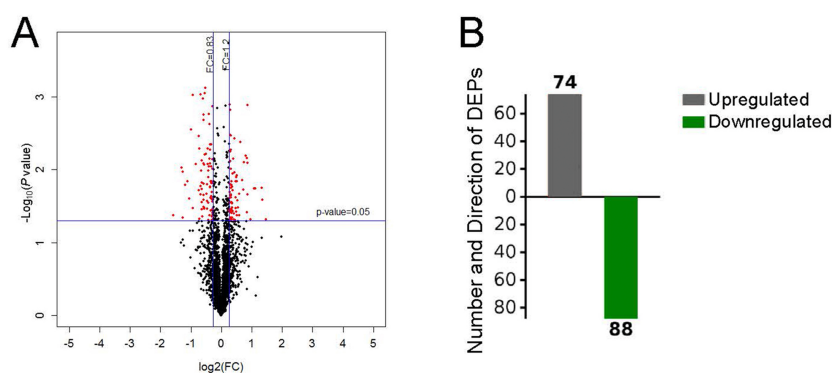 A
FC=0.83
FC=1.2
3
2
1
0
-Log10(P value)
p-value=0.05
-5 -4 -3 -2 -1 0 1 2 3 4 5
log2(FC)
B
Number and Direction of DEPs
74
60
40
20
0
20
40
60
80
88
Upregulated
Downregulated